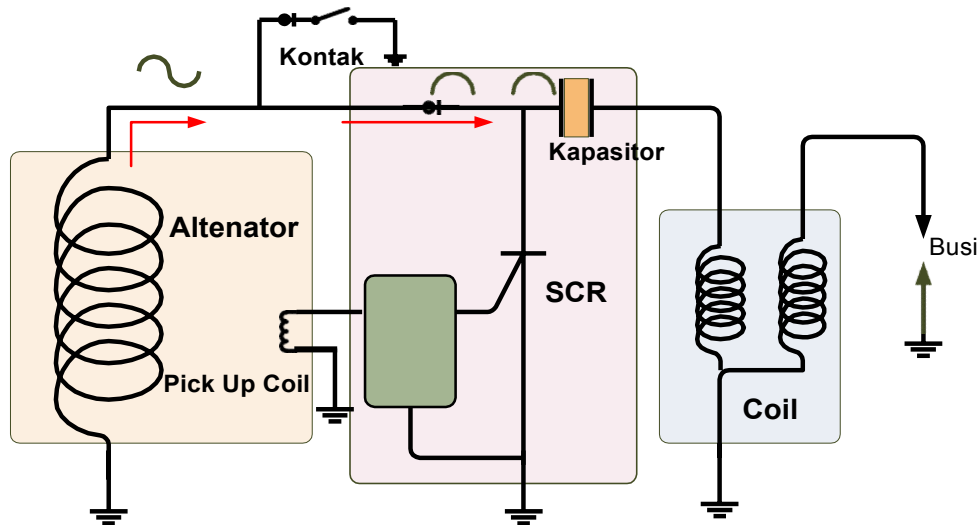 Kontak
Kapasitor
Altenator
Busi
SCR
Pick Up Coil
Coil